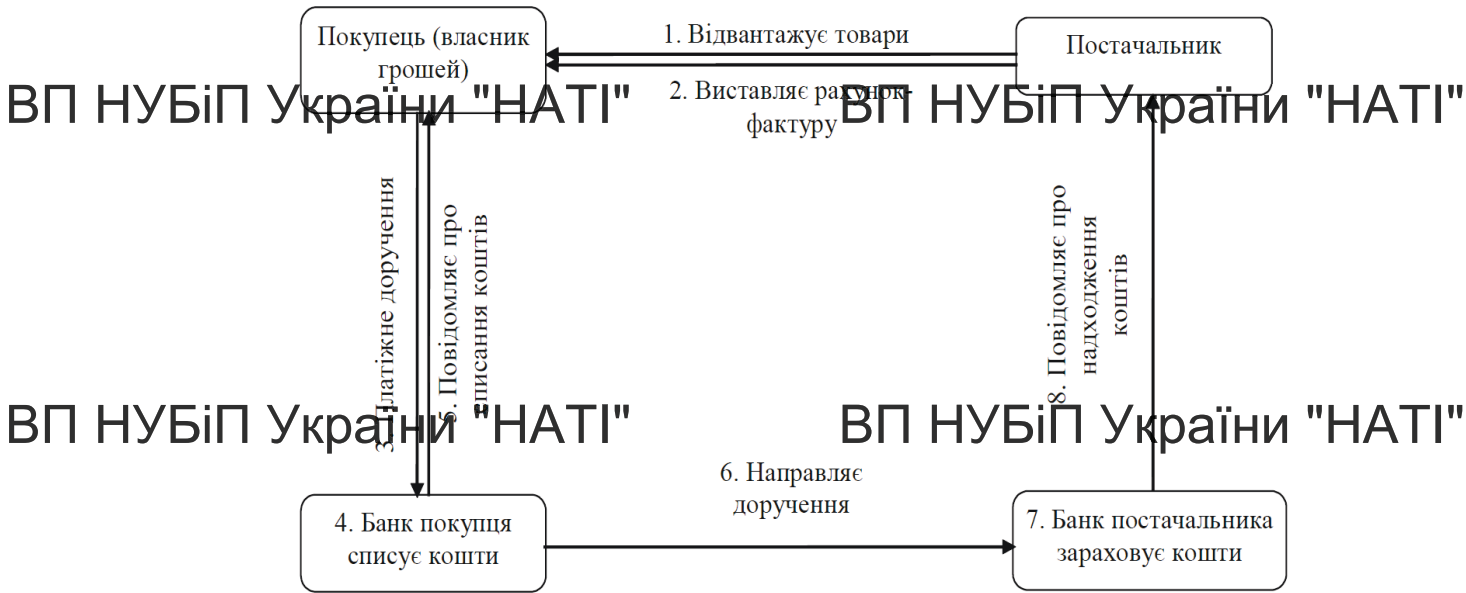 Покупець (власник
грошей)
1. Відвантажує товари
Постачальник
2. Виставляє рахунок-
фактуру
ВП НУБіП України "НАТІ"
ВП НУБіП України "НАТІ"
3. Платіжне доручення
5. Повідомляє про
списання коштів
8. Повідомляє про
надходження
коштів
ВП НУБіП України "НАТІ"
ВП НУБіП України "НАТІ"
6. Направляє
доручення
4. Банк покупця
списує кошти
7. Банк постачальника
зараховує кошти